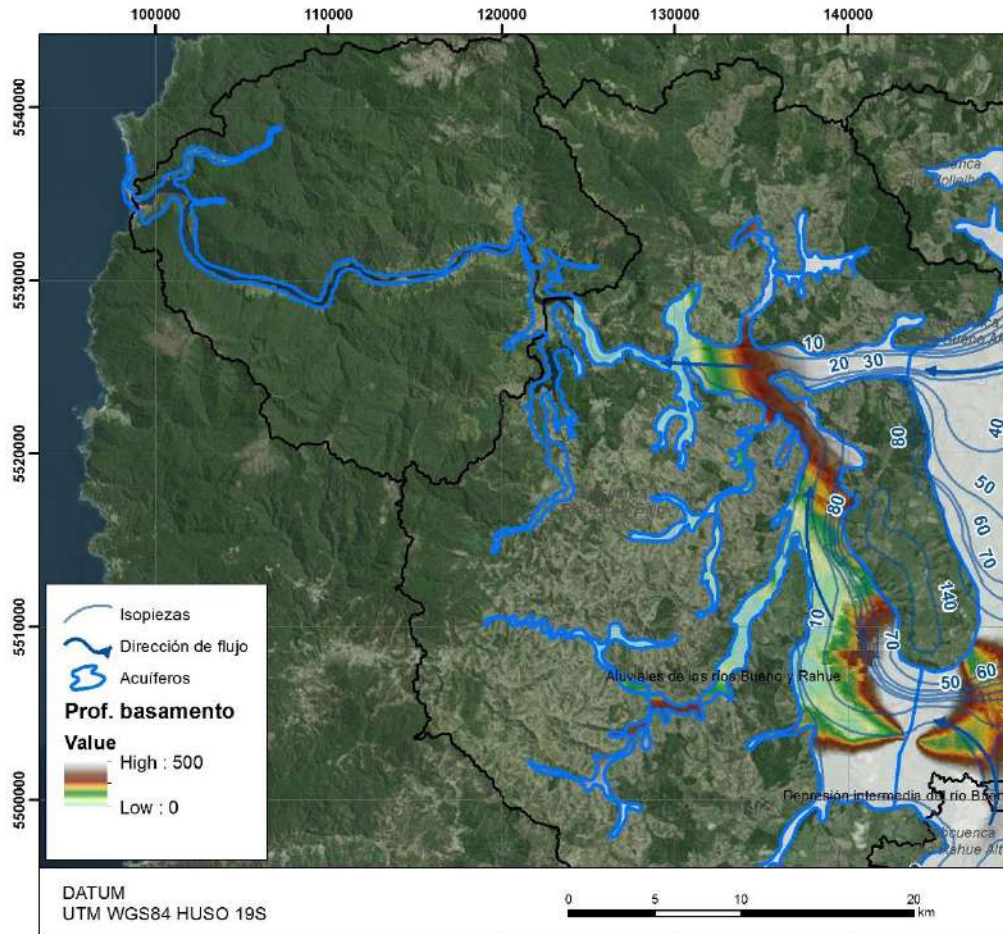 100000 110000 120000 130000 140000
5540000
5530000
5520000
5510000
5500000
10
20 30
80
40
50
60
70
80
140
10
70
50
60
Aluviales de los ríos Bueno y Rahue
Isopiezas
Dirección de flujo
Acuíferos
Prof. basamento
Value
High : 500
Low : 0
DATUM
UTM WGS84 HUSO 19S
0 5 10 20
km